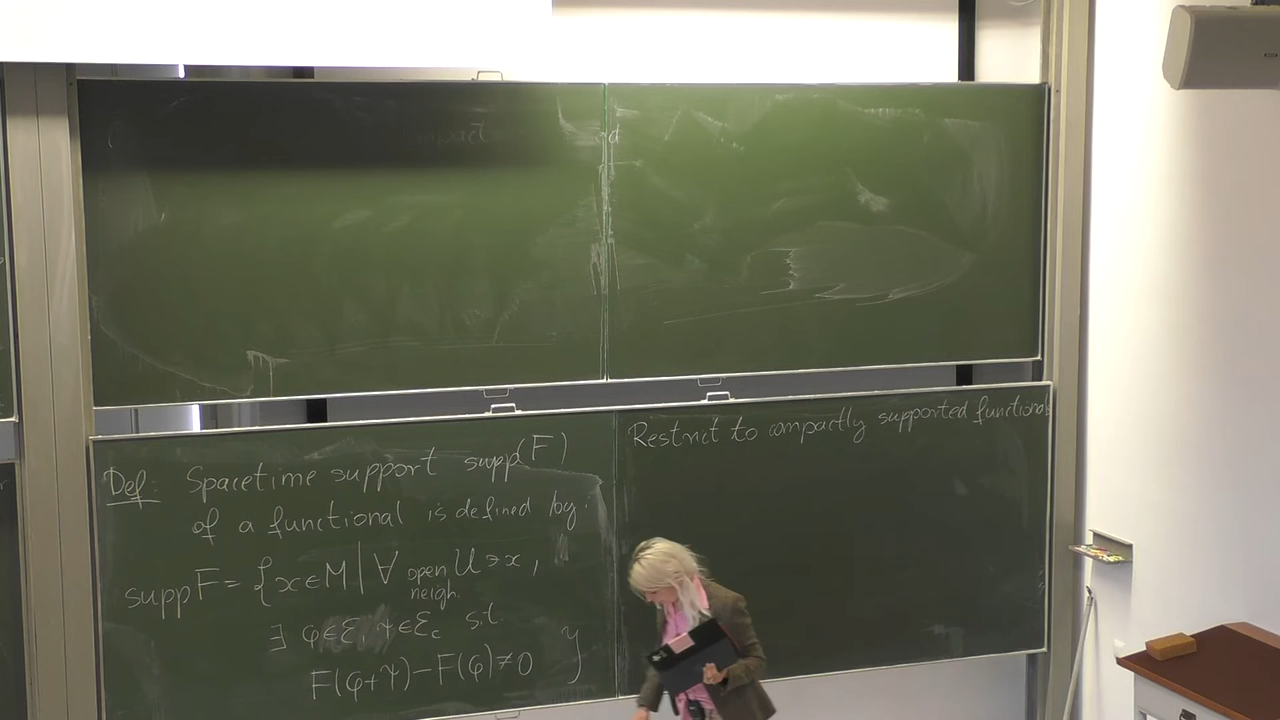 Def: Spacetime support supp(F)
of a functional is defined by:
supp F = {x∈M | ∀ open neigh. U∋x,
∃ φ∈ℰ, ψ∈ℰc s.t.
F(φ+ψ)−F(φ)≠0 }
Restrict to compactly supported functionals